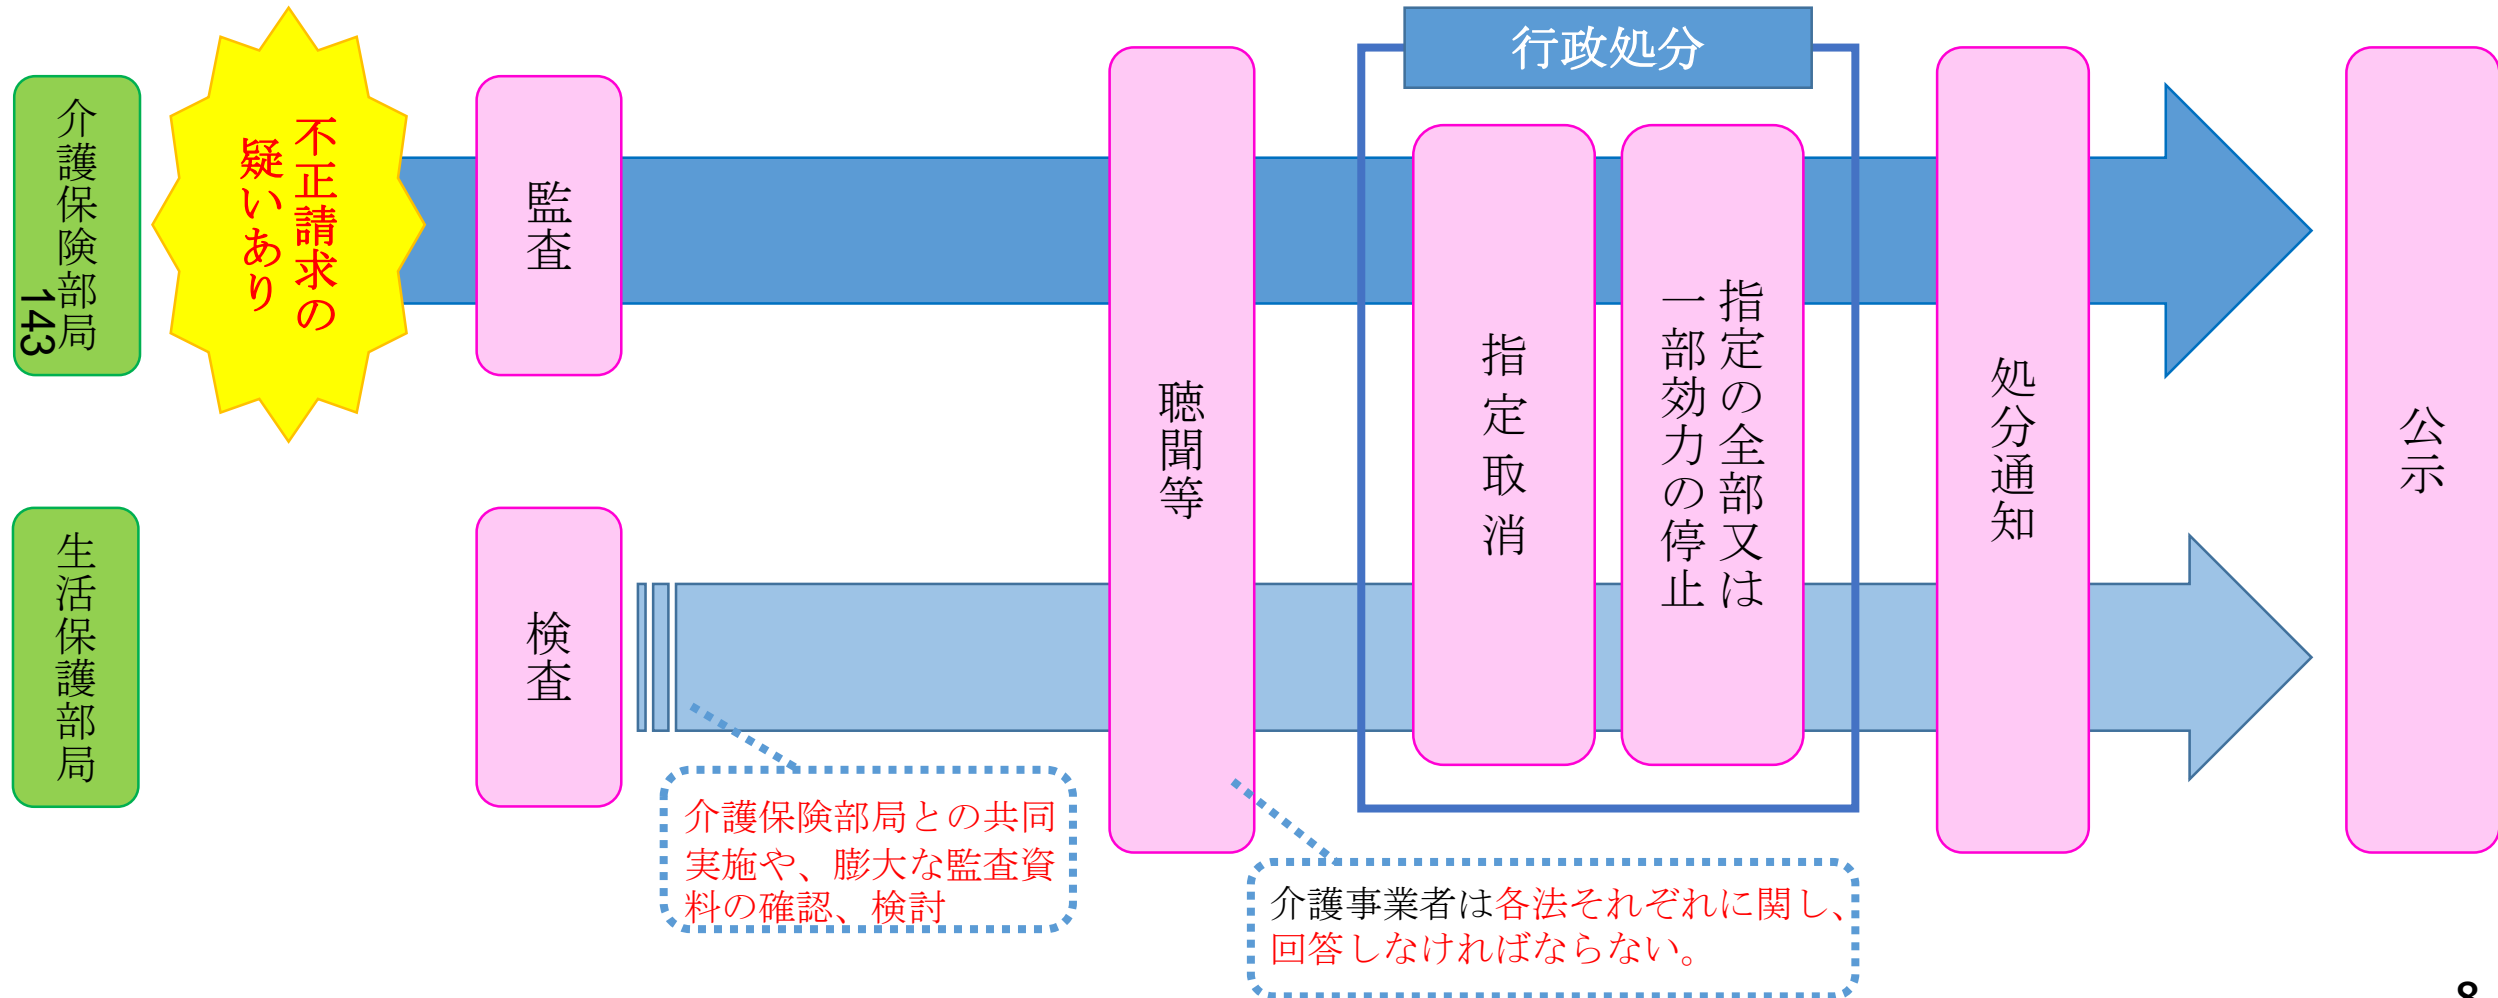 行政処分
介護保険部局
143
不正請求の
疑いあり
監査
聴聞等
指定取消
指定の全部又は
一部効力の停止
処分通知
公示
生活保護部局
検査
介護保険部局との共同
実施や、膨大な監査資
料の確認、検討
介護事業者は各法それぞれに関し、
回答しなければならない。